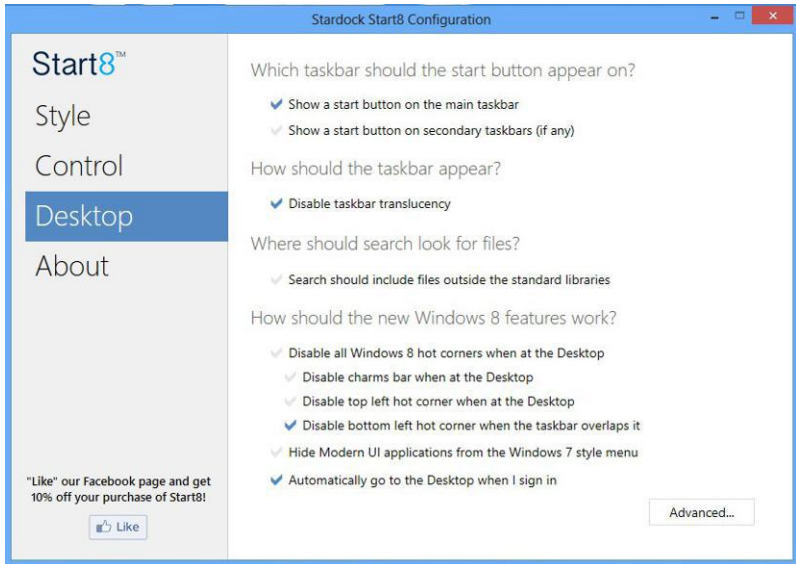 Stardock Start8 Configuration
Start8™
Style
Control
Desktop
About
"Like" our Facebook page and get
10% off your purchase of Start8!
Like
Which taskbar should the start button appear on?
Show a start button on the main taskbar
Show a start button on secondary taskbars (if any)
How should the taskbar appear?
Disable taskbar translucency
Where should search look for files?
Search should include files outside the standard libraries
How should the new Windows 8 features work?
Disable all Windows 8 hot corners when at the Desktop
Disable charms bar when at the Desktop
Disable top left hot corner when at the Desktop
Disable bottom left hot corner when the taskbar overlaps it
Hide Modern UI applications from the Windows 7 style menu
Automatically go to the Desktop when I sign in
Advanced...